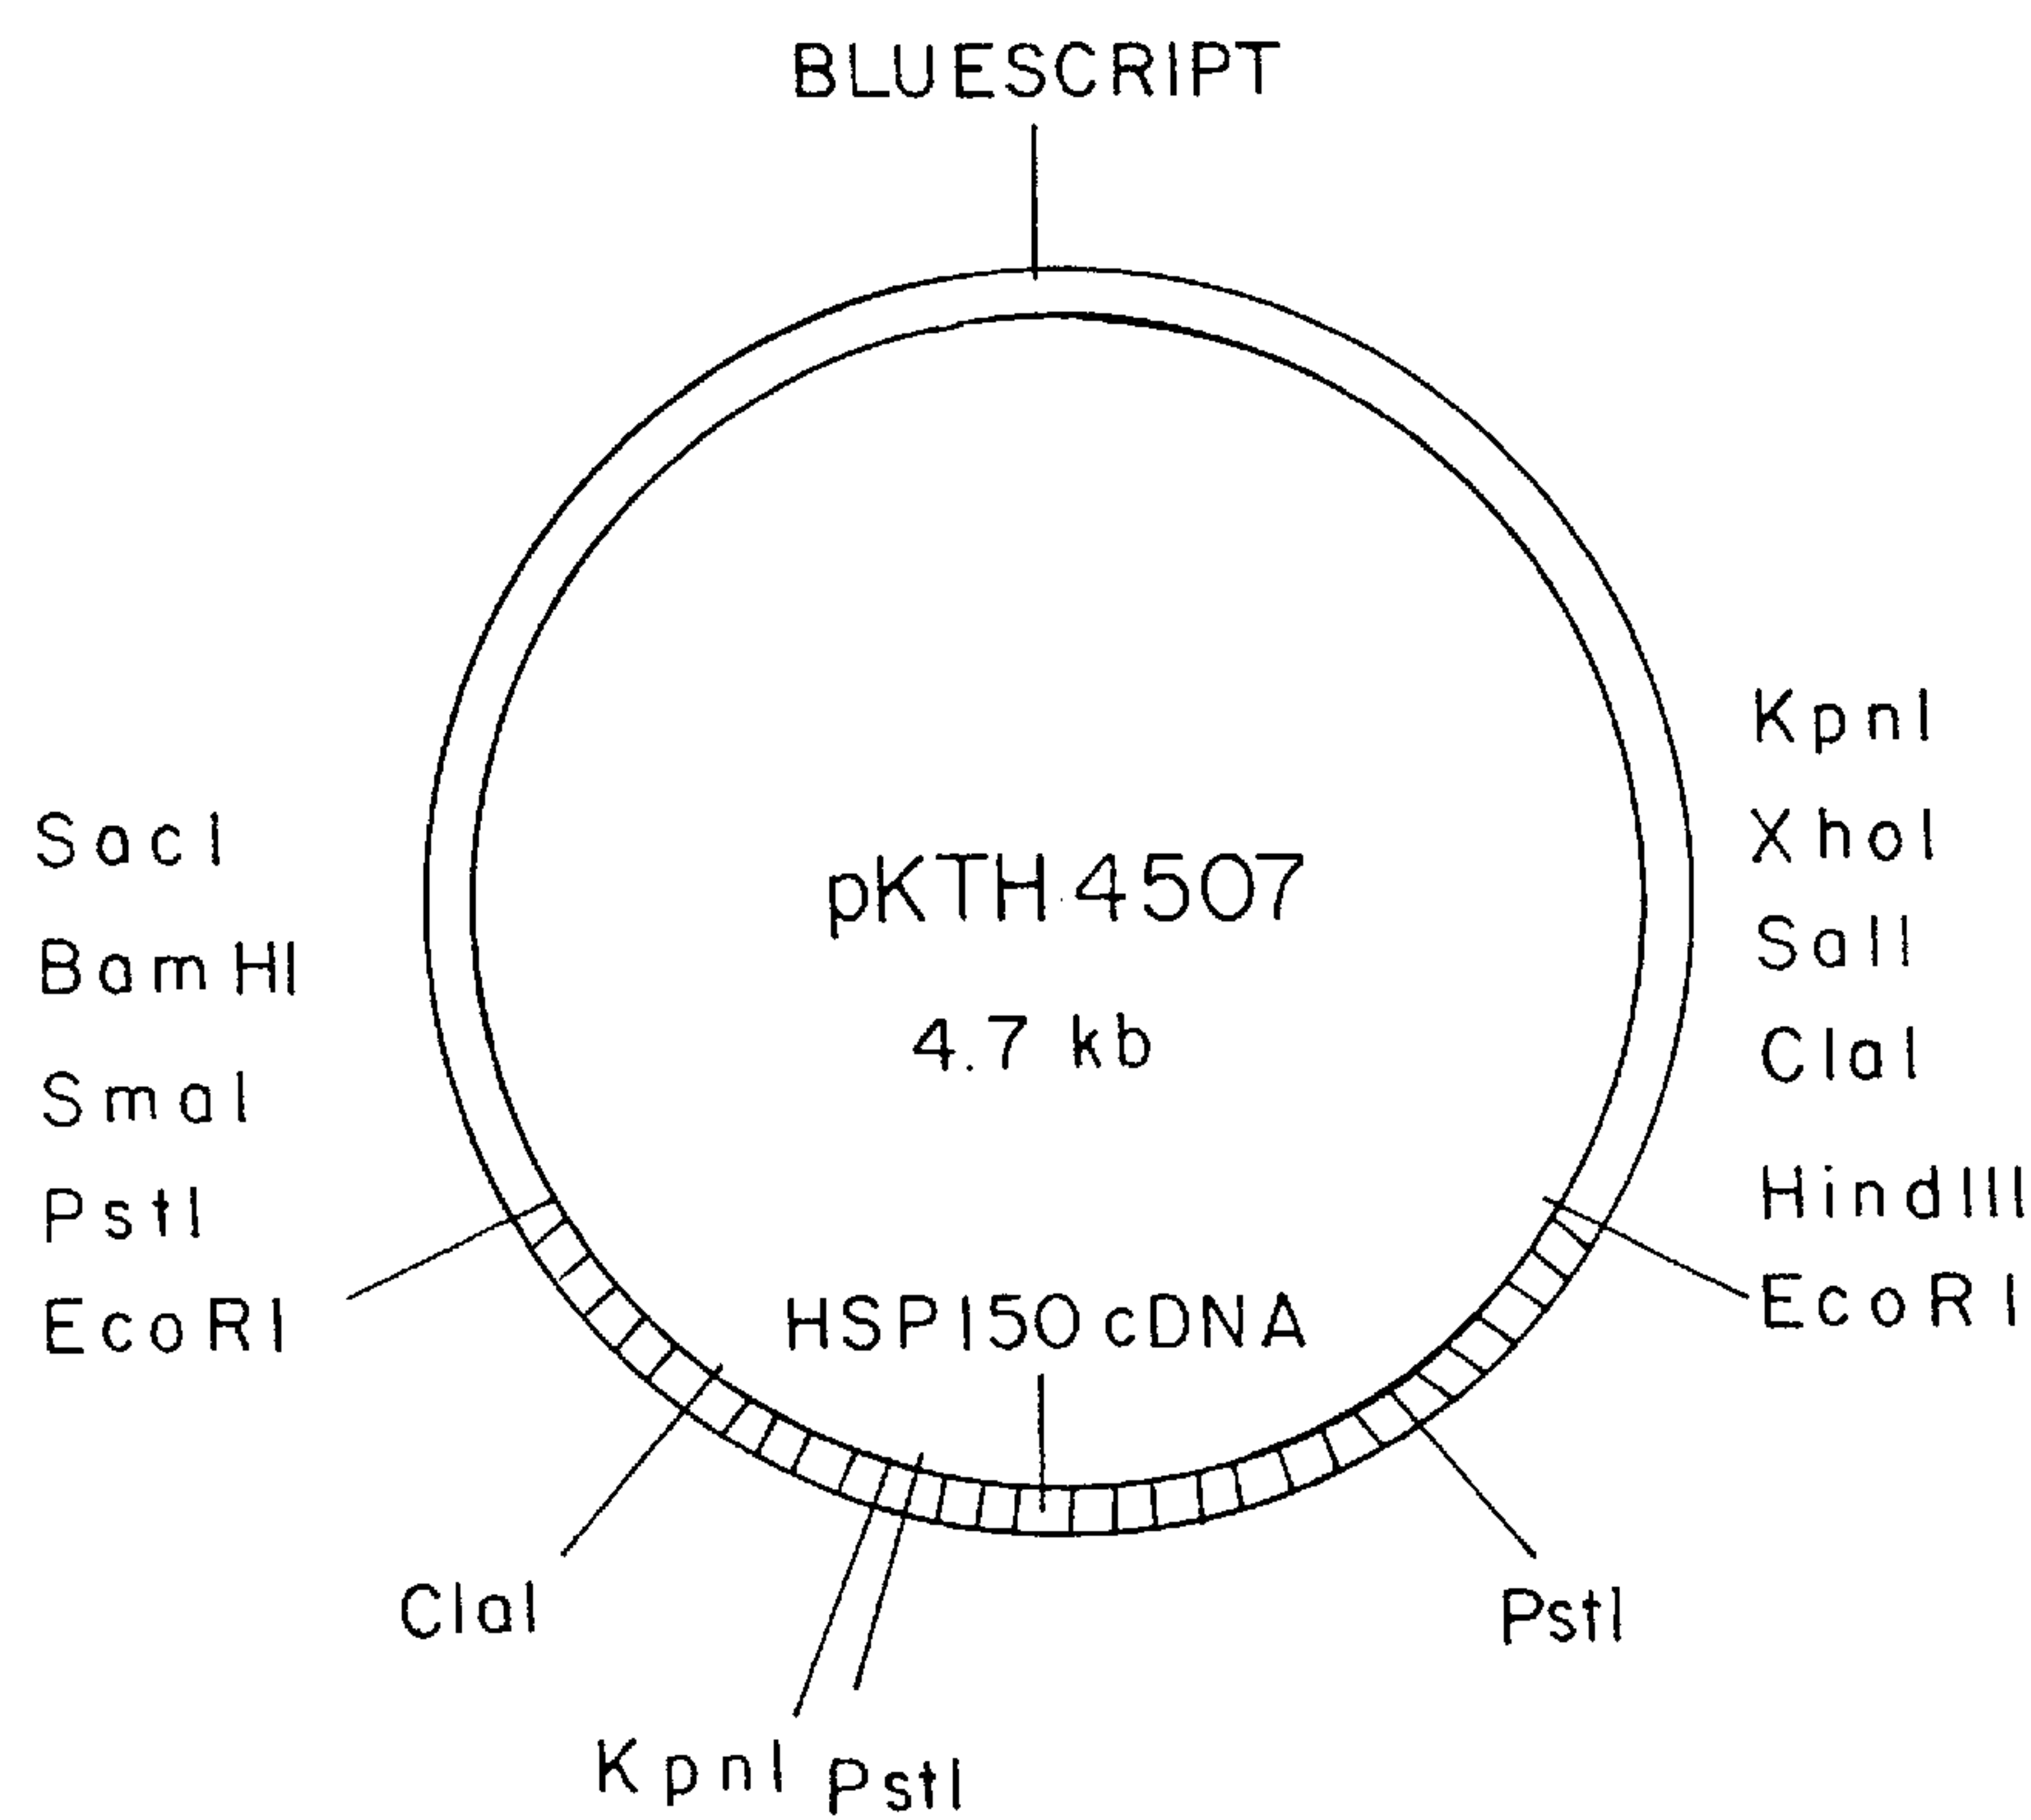 BLUESCRIPT
KpnI
XhoI
SalI
ClaI
HindIII
EcoRI
SacI
BamHI
SmaI
PstI
EcoRI
pKTH 4507
4.7 kb
HSP150 cDNA
ClaI
KpnI
PstI
PstI